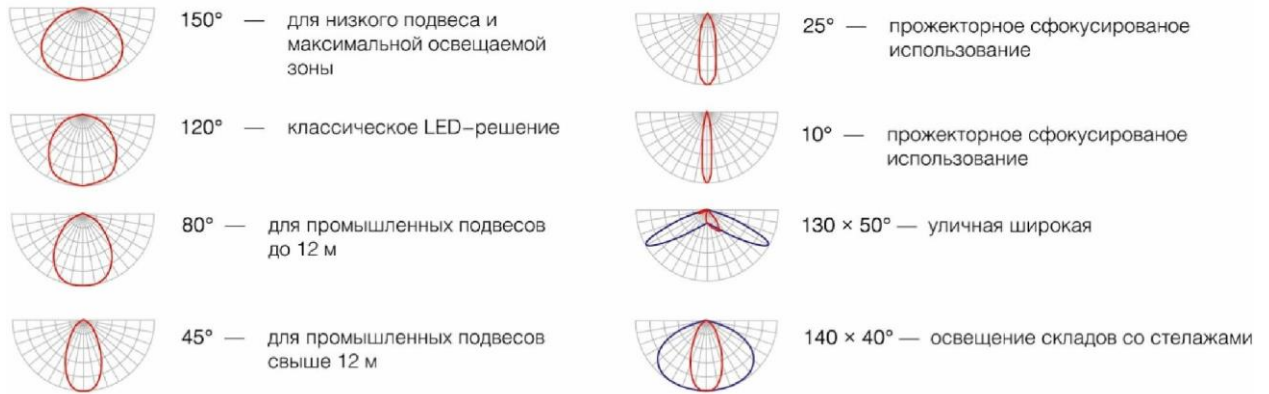 150° — для низкого подвеса и
максимальной освещаемой
зоны
120° — классическое LED–решение
80° — для промышленных подвесов
до 12 м
45° — для промышленных подвесов
свыше 12 м
25° — прожекторное сфокусированое
использование
10° — прожекторное сфокусированое
использование
130 × 50° — уличная широкая
140 × 40° — освещение складов со стелажами